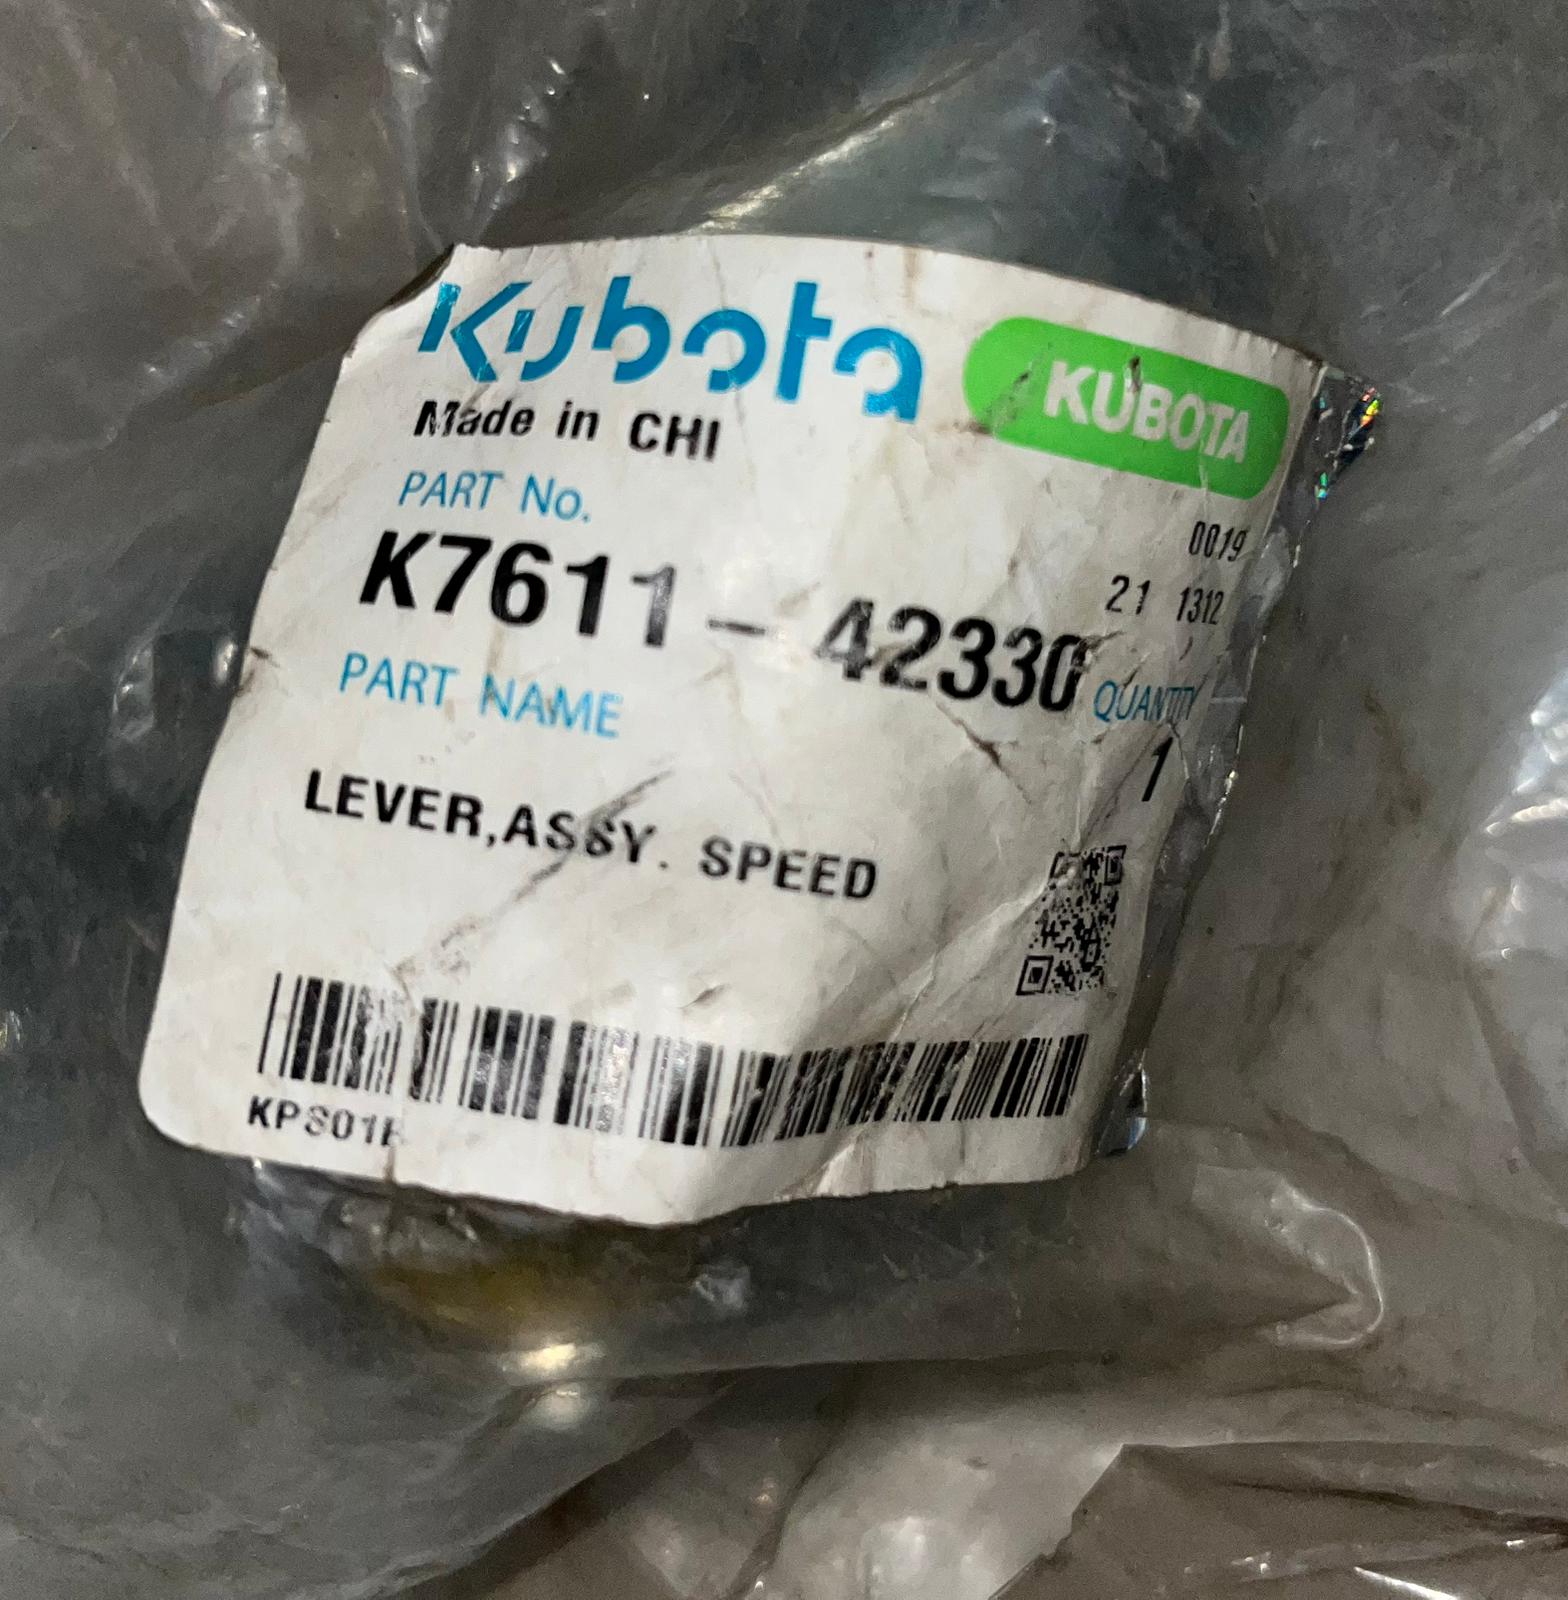 Kubota KUBOTA
Made in CHI
PART No.
0019
21 1312
K7611-42330
PART NAME
QUANTITY
1
LEVER,ASSY. SPEED